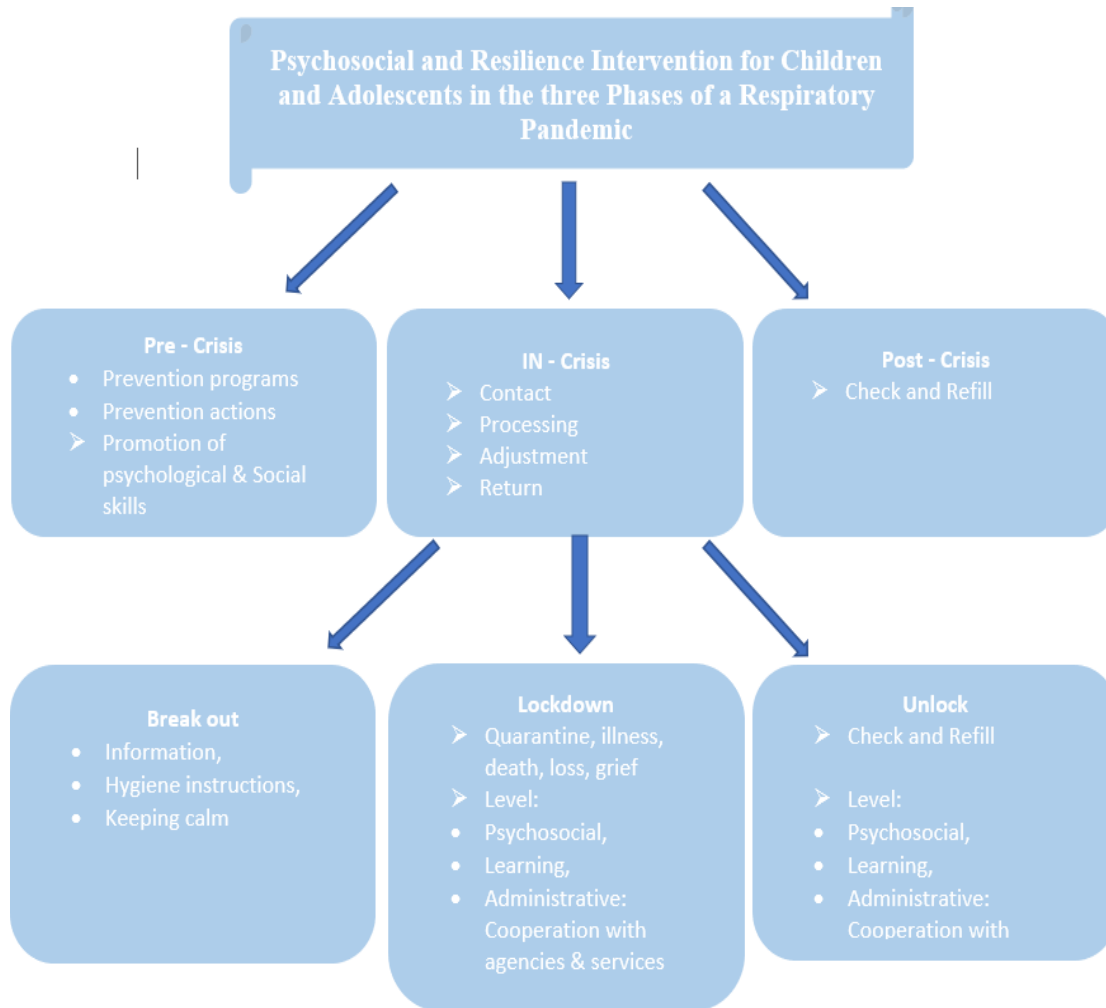 Psychosocial and Resilience Intervention for Children
and Adolescents in the three Phases of a Respiratory
Pandemic
Pre - Crisis
• Prevention programs
• Prevention actions
➢ Promotion of
psychological & Social
skills
IN - Crisis
➢ Contact
➢ Processing
➢ Adjustment
➢ Return
Post - Crisis
➢ Check and Refill
Break out
• Information,
• Hygiene instructions,
• Keeping calm
Lockdown
➢ Quarantine, illness,
death, loss, grief
➢ Level:
• Psychosocial,
• Learning,
• Administrative:
Cooperation with
agencies & services
Unlock
➢ Check and Refill
➢ Level:
• Psychosocial,
• Learning,
• Administrative:
Cooperation with